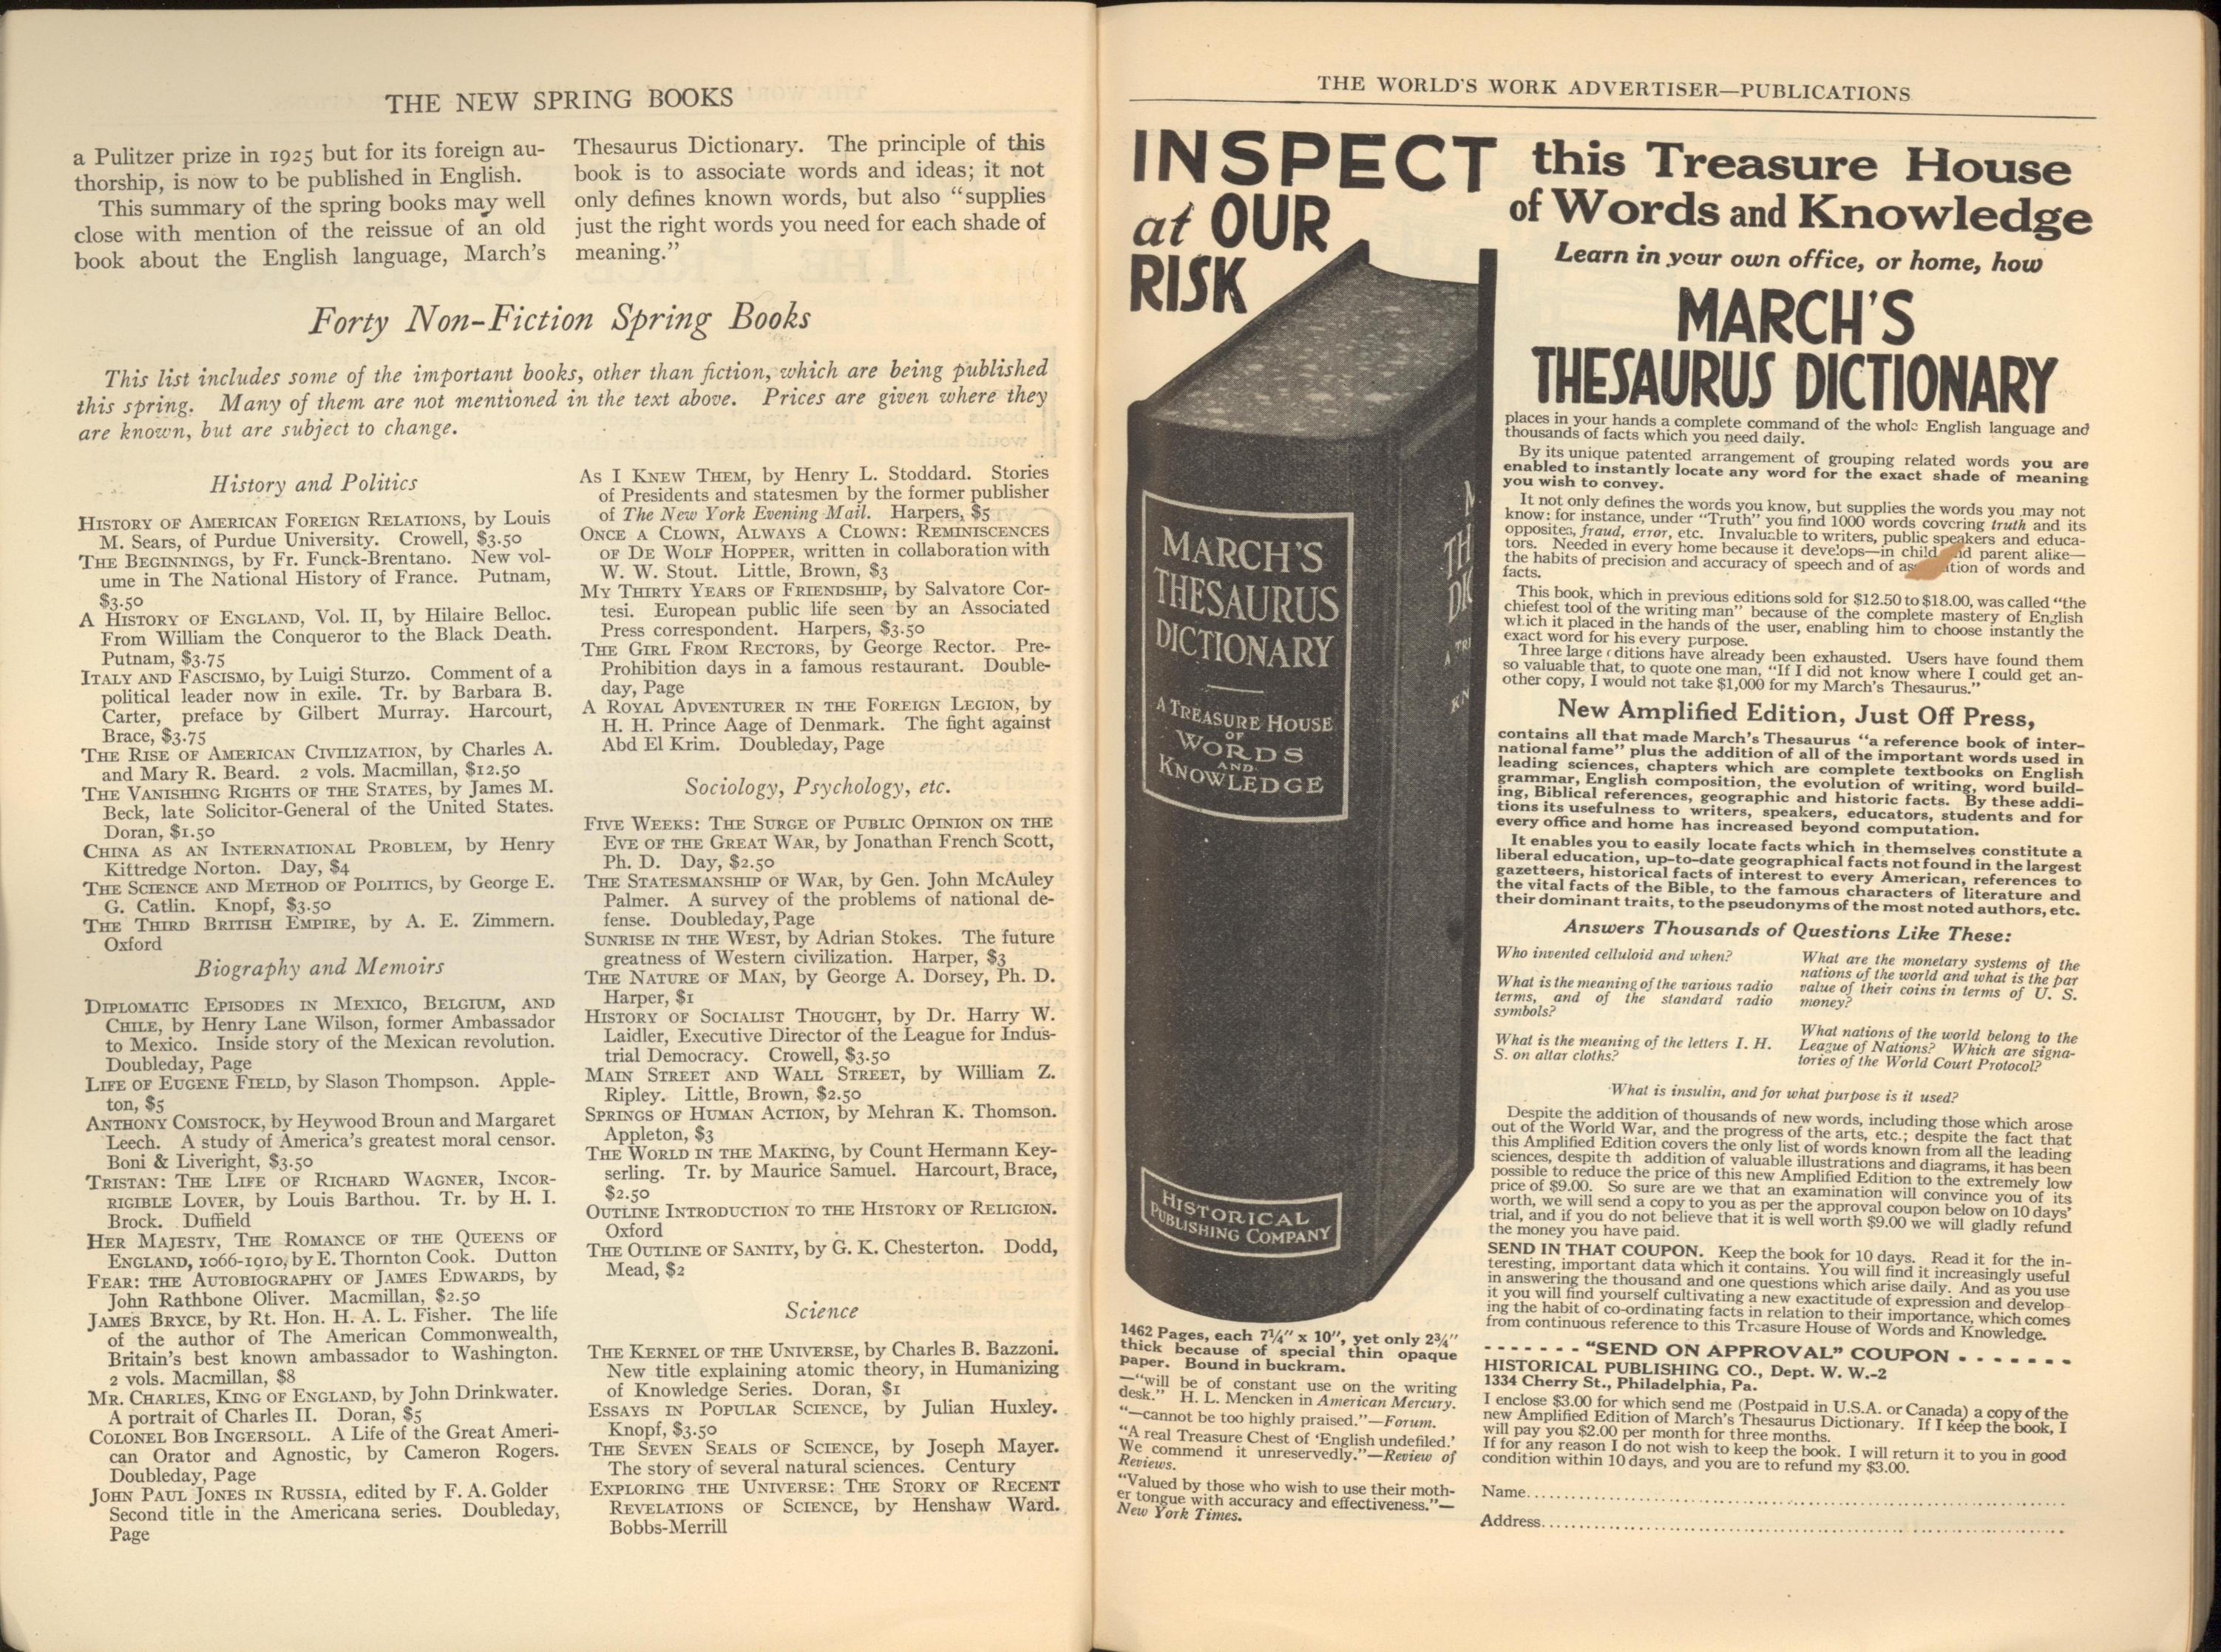 THE NEW SPRING BOOKS
a Pulitzer prize in 1925 but for its foreign au-
thorship, is now to be published in English.
This summary of the spring books may well
close with mention of the reissue of an old
book about the English language, March's
Thesaurus Dictionary. The principle of this
book is to associate words and ideas; it not
only defines known words, but also "supplies
just the right words you need for each shade of
meaning."
Forty Non-Fiction Spring Books
This list includes some of the important books, other than fiction, which are being published
this spring. Many of them are not mentioned in the text above. Prices are given where they
are known, but are subject to change.
History and Politics
HISTORY OF AMERICAN FOREIGN RELATIONS, by Louis
M. Sears, of Purdue University. Crowell, $3.50
THE BEGINNINGS, by Fr. Funck-Brentano. New vol-
ume in The National History of France. Putnam,
$3.50
A HISTORY OF ENGLAND, Vol. II, by Hilaire Belloc.
From William the Conqueror to the Black Death.
Putnam, $3.75
ITALY AND FASCISMO, by Luigi Sturzo. Comment of a
political leader now in exile. Tr. by Barbara B.
Carter, preface by Gilbert Murray. Harcourt,
Brace, $3.75
THE RISE OF AMERICAN CIVILIZATION, by Charles A.
and Mary R. Beard. 2 vols. Macmillan, $12.50
THE VANISHING RIGHTS OF THE STATES, by James M.
Beck, late Solicitor-General of the United States.
Doran, $1.50
CHINA AS AN INTERNATIONAL PROBLEM, by Henry
Kittredge Norton. Day, $4
THE SCIENCE AND METHOD OF POLITICS, by George E.
G. Catlin. Knopf, $3.50
THE THIRD BRITISH EMPIRE, by A. E. Zimmern.
Oxford
Biography and Memoirs
DIPLOMATIC EPISODES IN MEXICO, BELGIUM, AND
CHILE, by Henry Lane Wilson, former Ambassador
to Mexico. Inside story of the Mexican revolution.
Doubleday, Page
LIFE OF EUGENE FIELD, by Slason Thompson. Apple-
ton, $5
ANTHONY COMSTOCK, by Heywood Broun and Margaret
Leech. A study of America's greatest moral censor.
Boni & Liveright, $3.50
TRISTAN: THE LIFE OF RICHARD WAGNER, INCOR-
RIGIBLE LOVER, by Louis Barthou. Tr. by H. I.
Brock. Duffield
HER MAJESTY, THE ROMANCE OF THE QUEENS OF
ENGLAND, 1066-1910, by E. Thornton Cook. Dutton
FEAR: THE AUTOBIOGRAPHY OF JAMES EDWARDS, by
John Rathbone Oliver. Macmillan, $2.50
JAMES BRYCE, by Rt. Hon. H. A. L. Fisher. The life
of the author of The American Commonwealth,
Britain's best known ambassador to Washington.
2 vols. Macmillan, $8
MR. CHARLES, KING OF ENGLAND, by John Drinkwater.
A portrait of Charles II. Doran, $5
COLONEL BOB INGERSOLL. A Life of the Great Ameri-
can Orator and Agnostic, by Cameron Rogers.
Doubleday, Page
JOHN PAUL JONES IN RUSSIA, edited by F. A. Golder
Second title in the Americana series. Doubleday,
Page
AS I KNEW THEM, by Henry L. Stoddard. Stories
of Presidents and statesmen by the former publisher
of The New York Evening Mail. Harpers, $5
ONCE A CLOWN, ALWAYS A CLOWN: REMINISCENCES
OF DE WOLF HOPPER, written in collaboration with
W. W. Stout. Little, Brown, $3
MY THIRTY YEARS OF FRIENDSHIP, by Salvatore Cor-
tesi. European public life seen by an Associated
Press correspondent. Harpers, $3.50
THE GIRL FROM RECTORS, by George Rector. Pre-
Prohibition days in a famous restaurant. Double-
day, Page
A ROYAL ADVENTURER IN THE FOREIGN LEGION, by
H. H. Prince Aage of Denmark. The fight against
Abd El Krim. Doubleday, Page
Sociology, Psychology, etc.
FIVE WEEKS: THE SURGE OF PUBLIC OPINION ON THE
EVE OF THE GREAT WAR, by Jonathan French Scott,
Ph. D. Day, $2.50
THE STATESMANSHIP OF WAR, by Gen. John McAuley
Palmer. A survey of the problems of national de-
fense. Doubleday, Page
SUNRISE IN THE WEST, by Adrian Stokes. The future
greatness of Western civilization. Harper, $3
THE NATURE OF MAN, by George A. Dorsey, Ph. D.
Harper, $1
HISTORY OF SOCIALIST THOUGHT, by Dr. Harry W.
Laidler, Executive Director of the League for Indus-
trial Democracy. Crowell, $3.50
MAIN STREET AND WALL STREET, by William Z.
Ripley. Little, Brown, $2.50
SPRINGS OF HUMAN ACTION, by Mehran K. Thomson.
Appleton, $3
THE WORLD IN THE MAKING, by Count Hermann Key-
serling. Tr. by Maurice Samuel. Harcourt, Brace,
$2.50
OUTLINE INTRODUCTION TO THE HISTORY OF RELIGION.
Oxford
THE OUTLINE OF SANITY, by G. K. Chesterton. Dodd,
Mead, $2
Science
THE KERNEL OF THE UNIVERSE, by Charles B. Bazzoni.
New title explaining atomic theory, in Humanizing
of Knowledge Series. Doran, $1
ESSAYS IN POPULAR SCIENCE, by Julian Huxley.
Knopf, $3.50
THE SEVEN SEALS OF SCIENCE, by Joseph Mayer.
The story of several natural sciences. Century
EXPLORING THE UNIVERSE: THE STORY OF RECENT
REVELATIONS OF SCIENCE, by Henshaw Ward.
Bobbs-Merrill
THE WORLD'S WORK ADVERTISER—PUBLICATIONS
INSPECT
at OUR
RISK
this Treasure House
of Words and Knowledge
Learn in your own office, or home, how
MARCH'S
THESAURUS DICTIONARY
places in your hands a complete command of the whole English language and
thousands of facts which you need daily.
By its unique patented arrangement of grouping related words you are
enabled to instantly locate any word for the exact shade of meaning
you wish to convey.
It not only defines the words you know, but supplies the words you may not
know: for instance, under "Truth" you find 1000 words covering truth and its
opposites, fraud, error, etc. Invaluable to writers, public speakers and educa-
tors. Needed in every home because it develops—in child and parent alike—
the habits of precision and accuracy of speech and of as tion of words and
facts.
This book, which in previous editions sold for $12.50 to $18.00, was called "the
chiefest tool of the writing man" because of the complete mastery of English
which it placed in the hands of the user, enabling him to choose instantly the
exact word for his every purpose.
Three large editions have already been exhausted. Users have found them
so valuable that, to quote one man, "If I did not know where I could get an-
other copy, I would not take $1,000 for my March's Thesaurus."
New Amplified Edition, Just Off Press,
contains all that made March's Thesaurus "a reference book of inter-
national fame" plus the addition of all of the important words used in
leading sciences, chapters which are complete textbooks on English
grammar, English composition, the evolution of writing, word build-
ing, Biblical references, geographic and historic facts. By these addi-
tions its usefulness to writers, speakers, educators, students and for
every office and home has increased beyond computation.
It enables you to easily locate facts which in themselves constitute a
liberal education, up-to-date geographical facts not found in the largest
gazetteers, historical facts of interest to every American, references to
the vital facts of the Bible, to the famous characters of literature and
their dominant traits, to the pseudonyms of the most noted authors, etc.
Answers Thousands of Questions Like These:
Who invented celluloid and when?
What is the meaning of the various radio
terms, and of the standard radio
symbols?
What is the meaning of the letters I. H.
S. on altar cloths?
What are the monetary systems of the
nations of the world and what is the par
value of their coins in terms of U. S.
money?
What nations of the world belong to the
League of Nations? Which are signa-
tories of the World Court Protocol?
What is insulin, and for what purpose is it used?
Despite the addition of thousands of new words, including those which arose
out of the World War, and the progress of the arts, etc.; despite the fact that
this Amplified Edition covers the only list of words known from all the leading
sciences, despite th addition of valuable illustrations and diagrams, it has been
possible to reduce the price of this new Amplified Edition to the extremely low
price of $9.00. So sure are we that an examination will convince you of its
worth, we will send a copy to you as per the approval coupon below on 10 days'
trial, and if you do not believe that it is well worth $9.00 we will gladly refund
the money you have paid.
SEND IN THAT COUPON. Keep the book for 10 days. Read it for the in-
teresting, important data which it contains. You will find it increasingly useful
in answering the thousand and one questions which arise daily. And as you use
it you will find yourself cultivating a new exactitude of expression and develop-
ing the habit of co-ordinating facts in relation to their importance, which comes
from continuous reference to this Treasure House of Words and Knowledge.
- - - - - - - "SEND ON APPROVAL" COUPON - - - - - - -
HISTORICAL PUBLISHING CO., Dept. W. W.-2
1334 Cherry St., Philadelphia, Pa.
I enclose $3.00 for which send me (Postpaid in U.S.A. or Canada) a copy of the
new Amplified Edition of March's Thesaurus Dictionary. If I keep the book, I
will pay you $2.00 per month for three months.
If for any reason I do not wish to keep the book. I will return it to you in good
condition within 10 days, and you are to refund my $3.00.
Name
Address
MARCH'S
THESAURUS
DICTIONARY
A TREASURE HOUSE
OF
WORDS
AND
KNOWLEDGE
HISTORICAL
PUBLISHING COMPANY
M
TH
DIC
A TR
KN
1462 Pages, each 7¼" x 10", yet only 2¾"
thick because of special thin opaque
paper. Bound in buckram.
—"will be of constant use on the writing
desk." H. L. Mencken in American Mercury.
"—cannot be too highly praised."—Forum.
"A real Treasure Chest of 'English undefiled.'
We commend it unreservedly."—Review of
Reviews.
"Valued by those who wish to use their moth-
er tongue with accuracy and effectiveness."—
New York Times.